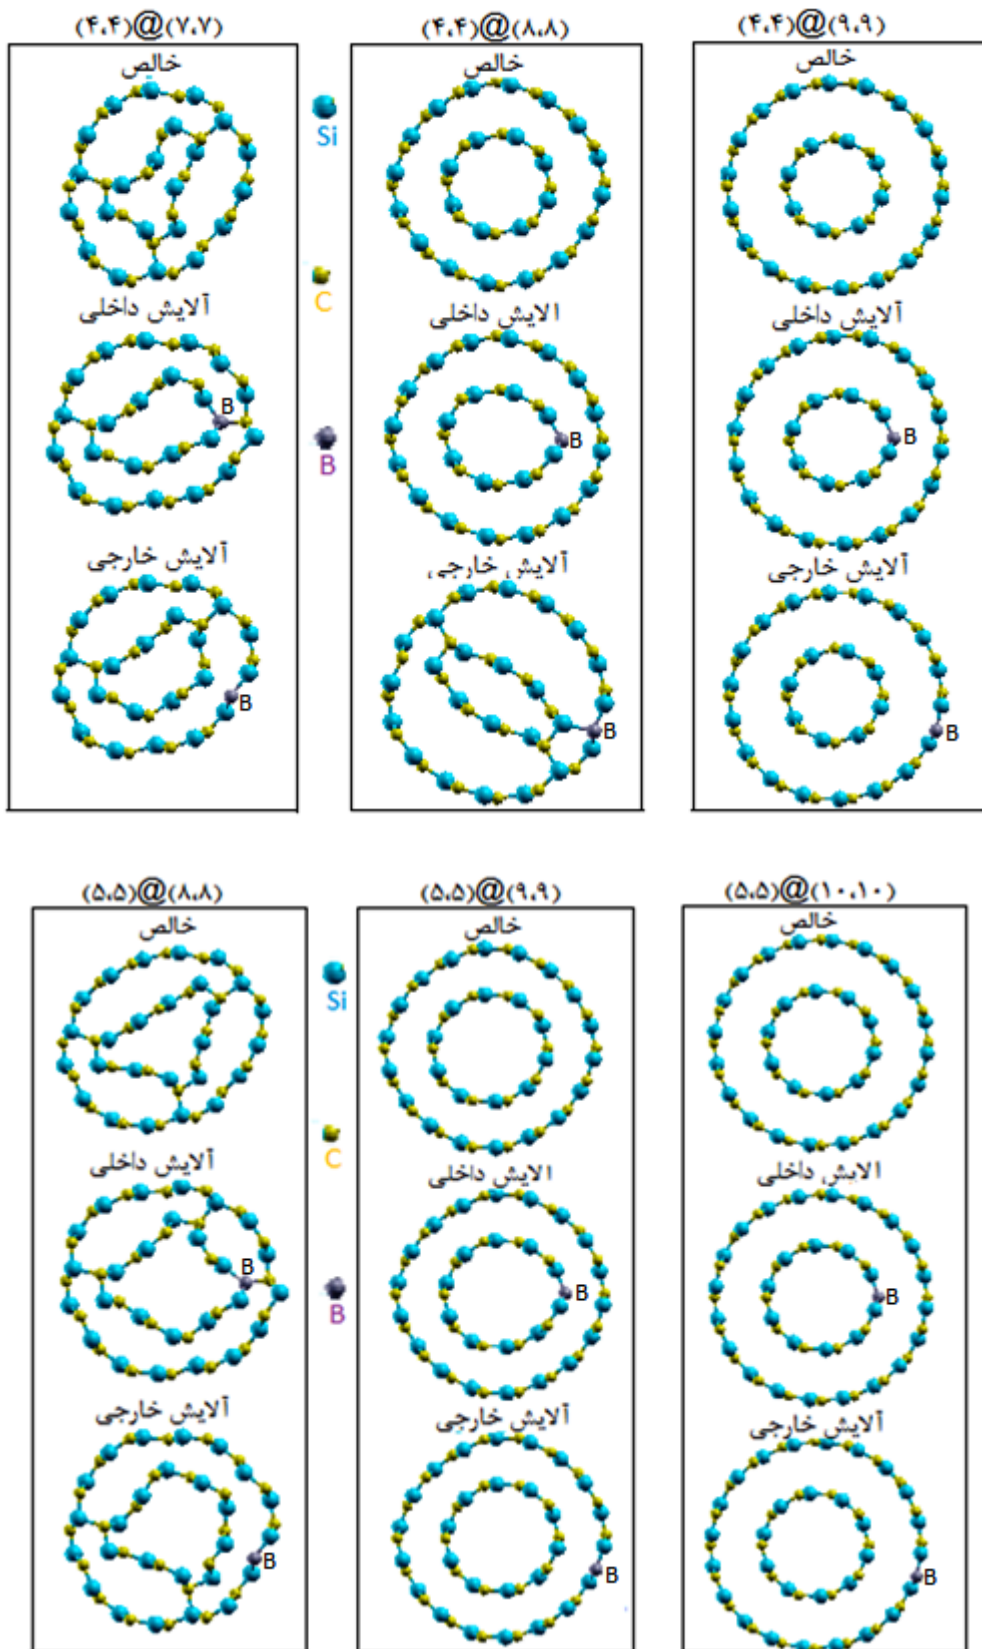 (۴،۴)@(۷،۷)
خالص
آلایش داخلی
B
آلایش خارجی
B
Si
C
B
(۴،۴)@(۸،۸)
خالص
الایش داخلی
B
آلایش خارجی
B
(۴،۴)@(۹،۹)
خالص
آلایش داخلی
B
آلایش خارجی
B
(۵،۵)@(۸،۸)
خالص
آلایش داخلی
B
آلایش خارجی
B
Si
C
B
(۵،۵)@(۹،۹)
خالص
الایش داخلی
B
آلایش خارجی
B
(۵،۵)@(۱۰،۱۰)
خالص
الایش داخلی
B
آلایش خارجی
B